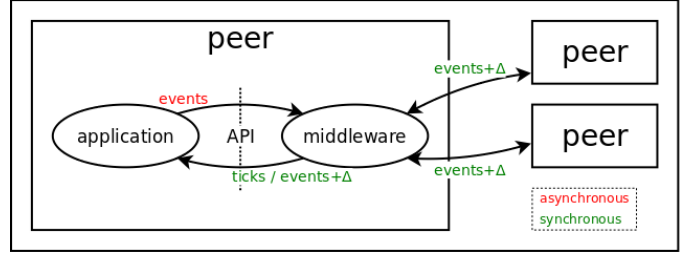 peer
events
application
API
middleware
ticks / events+Δ
events+Δ
peer
events+Δ
peer
asynchronous
synchronous